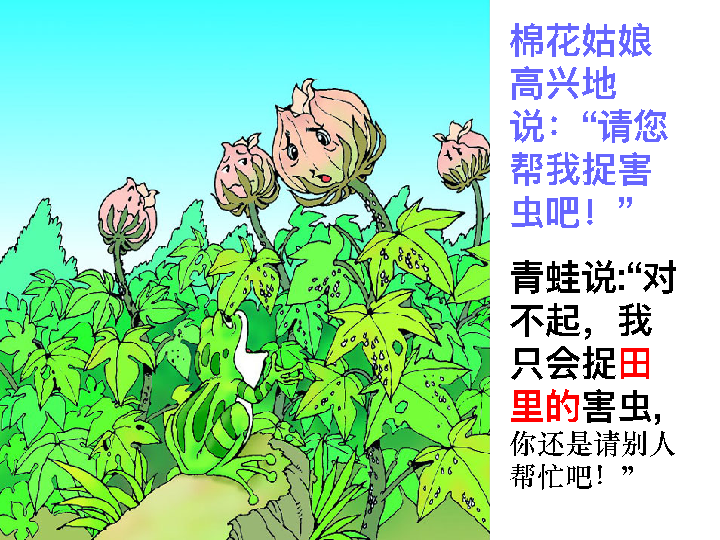 棉花姑娘
高兴地
说：“请您
帮我捉害
虫吧！”
青蛙说:“对
不起，我
只会捉田
里的害虫，
你还是请别人
帮忙吧！”